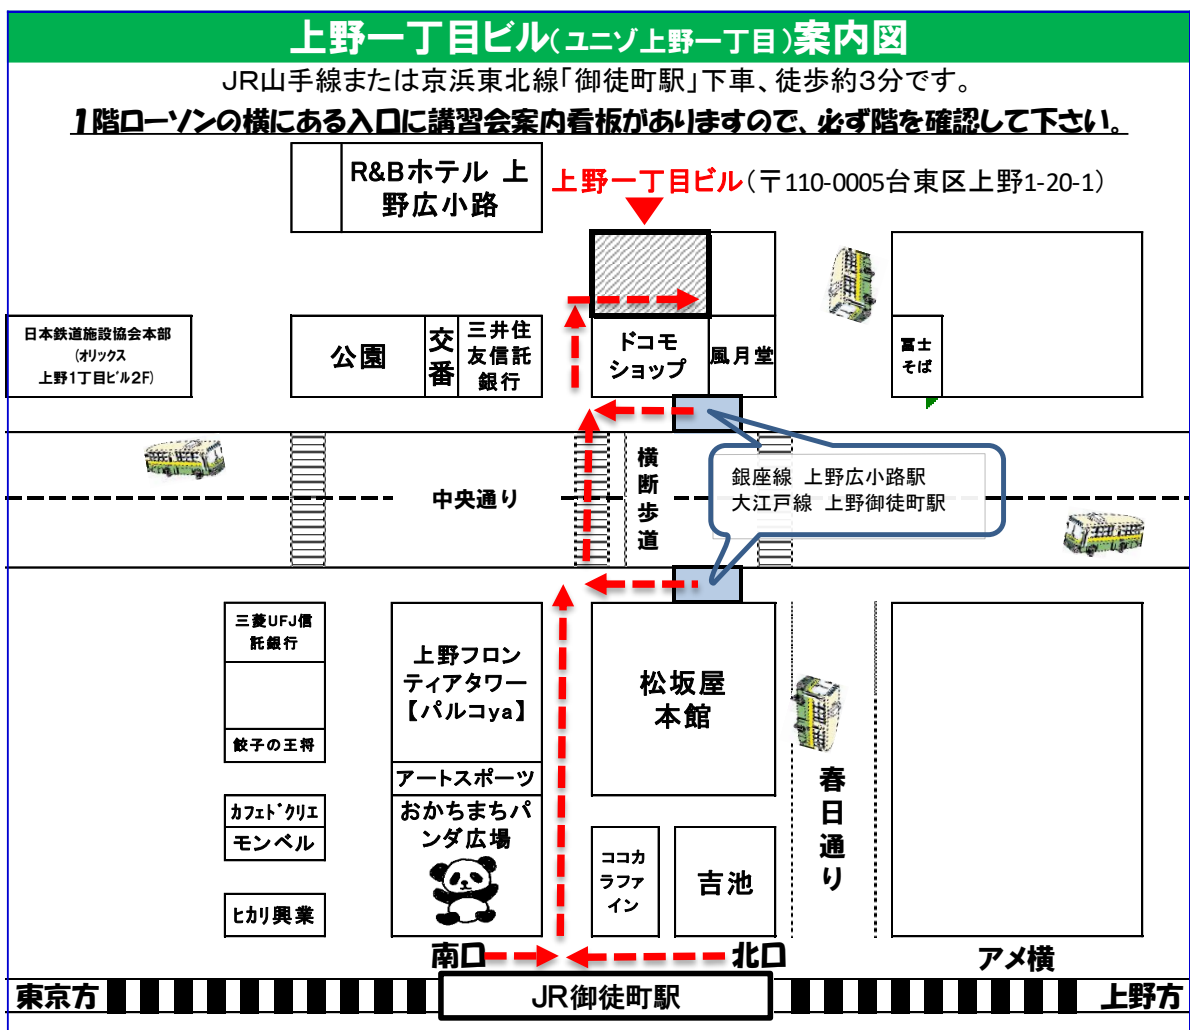 上野一丁目ビル(ユニゾ上野一丁目)案内図
JR山手線または京浜東北線「御徒町駅」下車、徒歩約3分です。
1階ローソンの横にある入口に講習会案内看板がありますので、必ず階を確認して下さい。
R&Bホテル 上
野広小路
上野一丁目ビル(〒110-0005台東区上野1-20-1)
日本鉄道施設協会本部
(オリックス
上野1丁目ビル2F)
公園
交
番
三井住
友信託
銀行
ドコモ
ショップ
風月堂
冨士
そば
横
断
歩
道
中央通り
銀座線 上野広小路駅
大江戸線 上野御徒町駅
三菱UFJ信
託銀行
餃子の王将
カフェドクリエ
モンベル
ヒカリ興業
上野フロン
ティアタワー
【パルコya】
アートスポーツ
おかちまちパ
ンダ広場
松坂屋
本館
ココカ
ラファ
イン
吉池
春
日
通
り
南口
北口
アメ横
東京方
JR御徒町駅
上野方